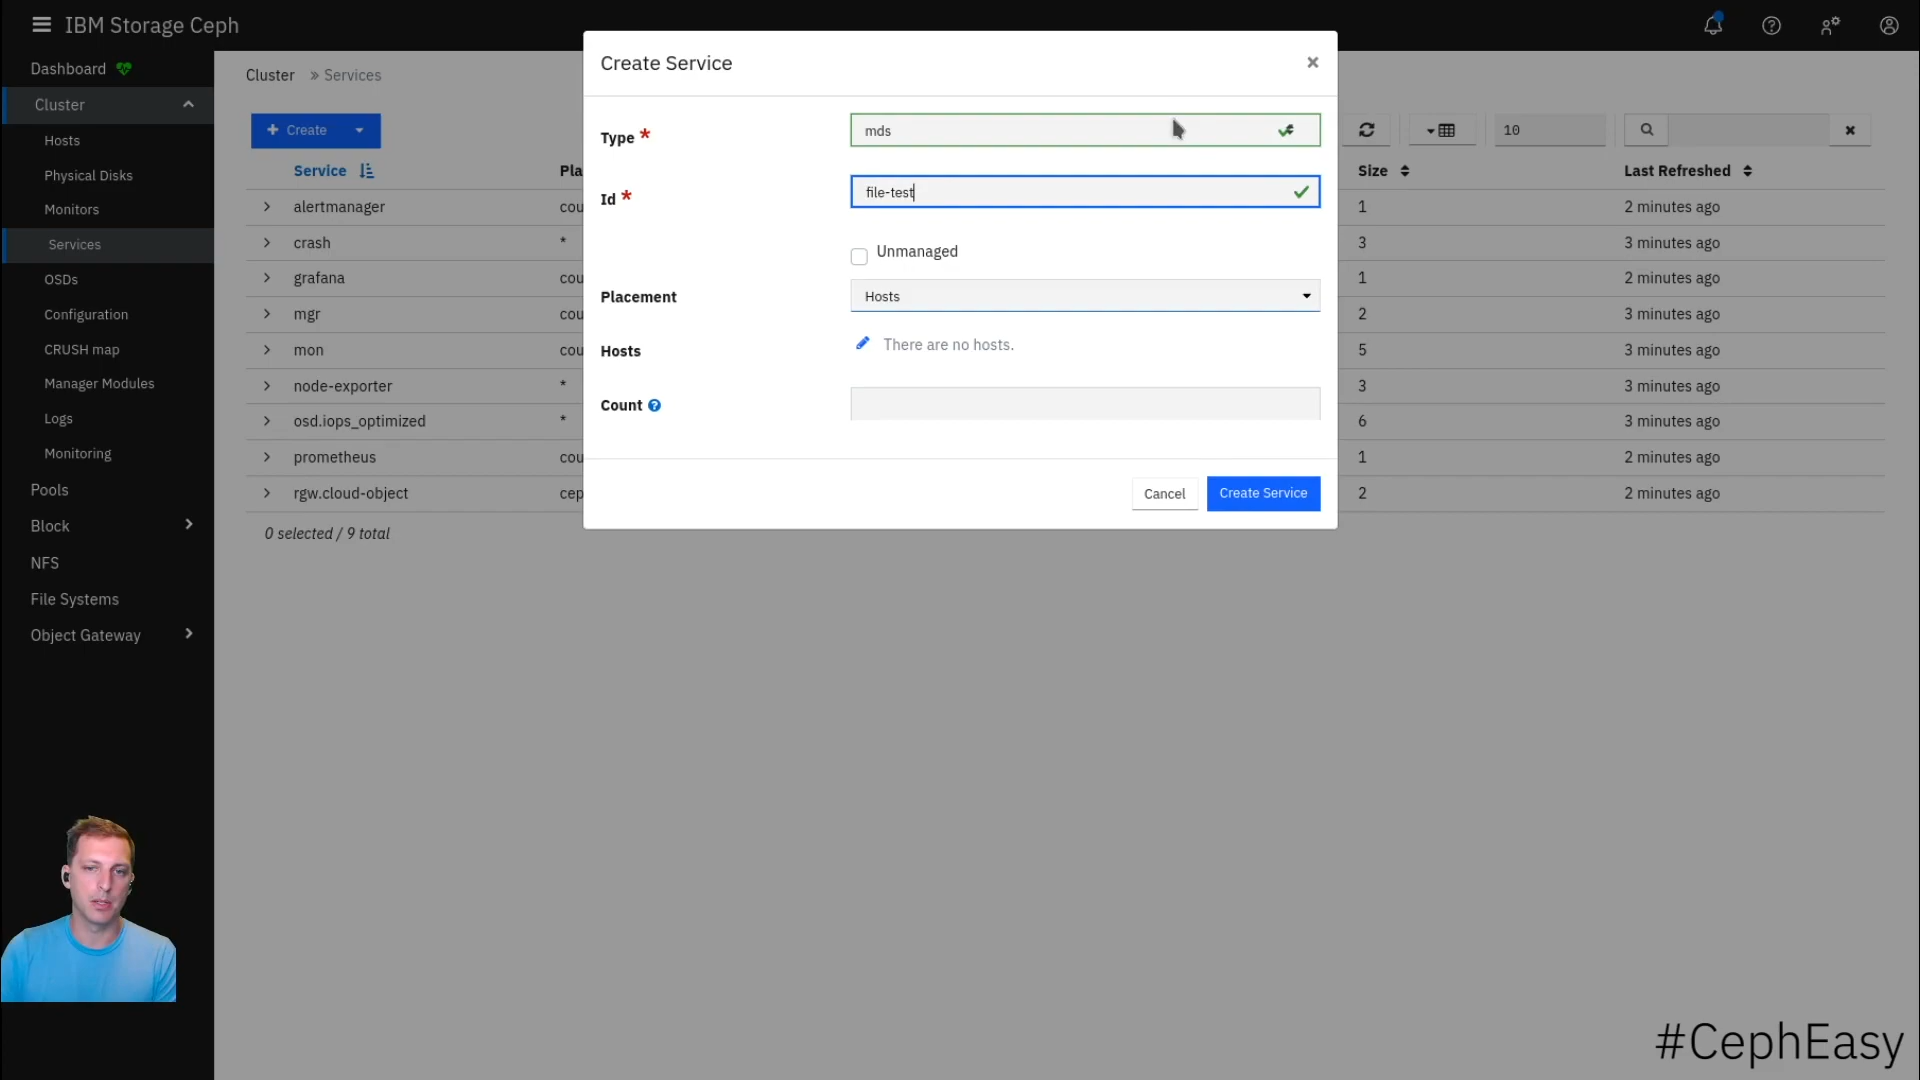 IBM Storage Ceph
Dashboard
Cluster
Hosts
Physical Disks
Monitors
Services
OSDs
Configuration
CRUSH map
Manager Modules
Logs
Monitoring
Pools
Block
NFS
File Systems
Object Gateway
Cluster » Services
+ Create
10
Service Pla Size Last Refreshed
alertmanager cou 1 2 minutes ago
crash * 3 3 minutes ago
grafana cou 1 2 minutes ago
mgr cou 2 3 minutes ago
mon cou 5 3 minutes ago
node-exporter * 3 3 minutes ago
osd.iops_optimized * 6 3 minutes ago
prometheus cou 1 2 minutes ago
rgw.cloud-object cep 2 2 minutes ago
0 selected / 9 total
Create Service
Type * mds
Id * file-test
Unmanaged
Placement Hosts
Hosts There are no hosts.
Count
Cancel Create Service
#CephEasy